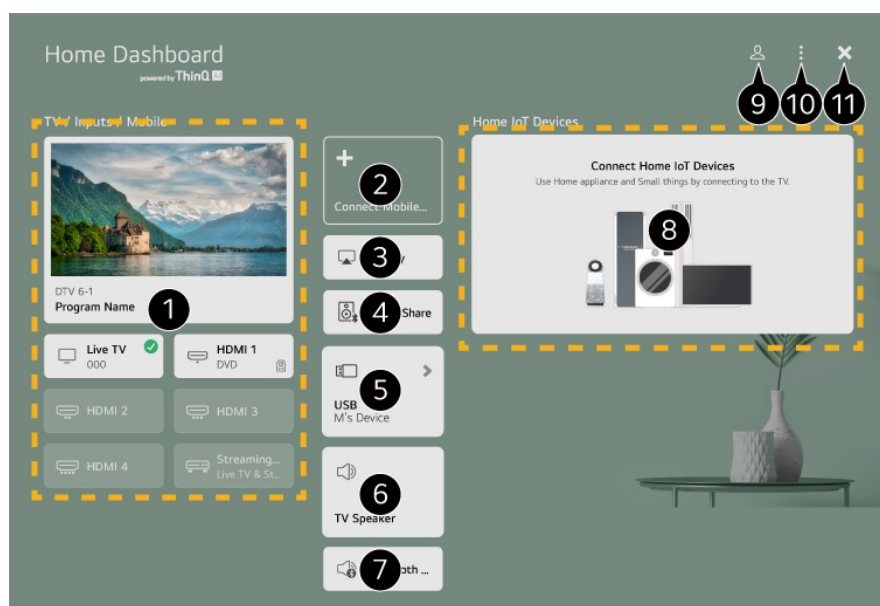 Home Dashboard
powered by ThinQ AI
9
10
11
TV / Inputs / Mobile
DTV 6-1
Program Name
1
Live TV
000
HDMI 1
DVD
HDMI 2
HDMI 3
HDMI 4
Streaming...
Live TV & St...
2
Connect Mobile...
3
4
Share
5
USB
M's Device
6
TV Speaker
7
Home IoT Devices
Connect Home IoT Devices
Use Home appliance and Small things by connecting to the TV.
8